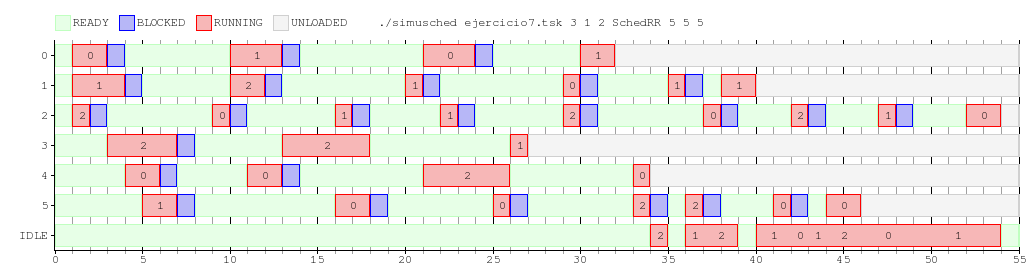 READY BLOCKED RUNNING UNLOADED ./simusched ejercicio7.tsk 3 1 2 SchedRR 5 5 5
0 0 1 0 1
1 1 2 1 0 1 1
2 2 0 1 1 2 0 2 1 0
3 2 2 1
4 0 0 2 0
5 1 0 0 2 2 0 0
IDLE 2 1 2 1 0 1 2 0 1
0 5 10 15 20 25 30 35 40 45 50 55